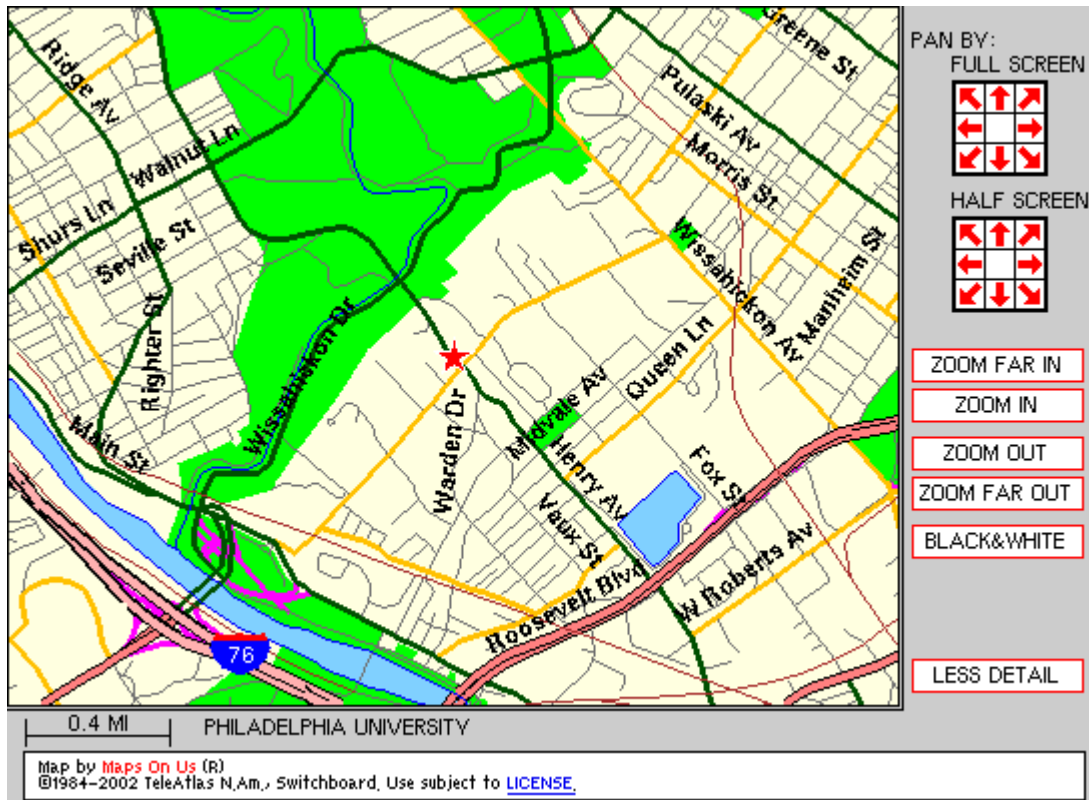 Ridge Av
Greene St
Pulaski Av
Morris St
Walnut Ln
Shurs Ln
Seville St
Righter St
Wissahickon Av
Manheim St
Wissahickon Dr
Main St
Warden Dr
Midvale Av
Queen Ln
Henry Av
Vaux St
Fox St
Roosevelt Blvd
W Roberts Av
76
PAN BY:
FULL SCREEN
HALF SCREEN
ZOOM FAR IN
ZOOM IN
ZOOM OUT
ZOOM FAR OUT
BLACK&WHITE
LESS DETAIL
0.4 MI
PHILADELPHIA UNIVERSITY
Map by Maps On Us (R)
©1984-2002 TeleAtlas N.Am., Switchboard. Use subject to LICENSE.